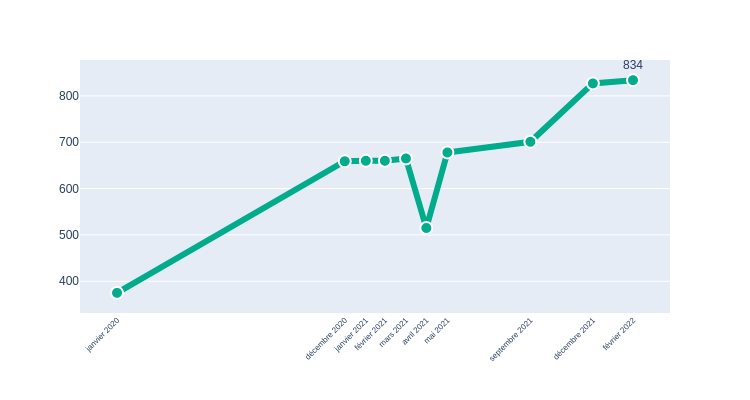 834
800
700
600
500
400
janvier 2020
décembre 2020
janvier 2021
février 2021
mars 2021
avril 2021
mai 2021
septembre 2021
décembre 2021
février 2022